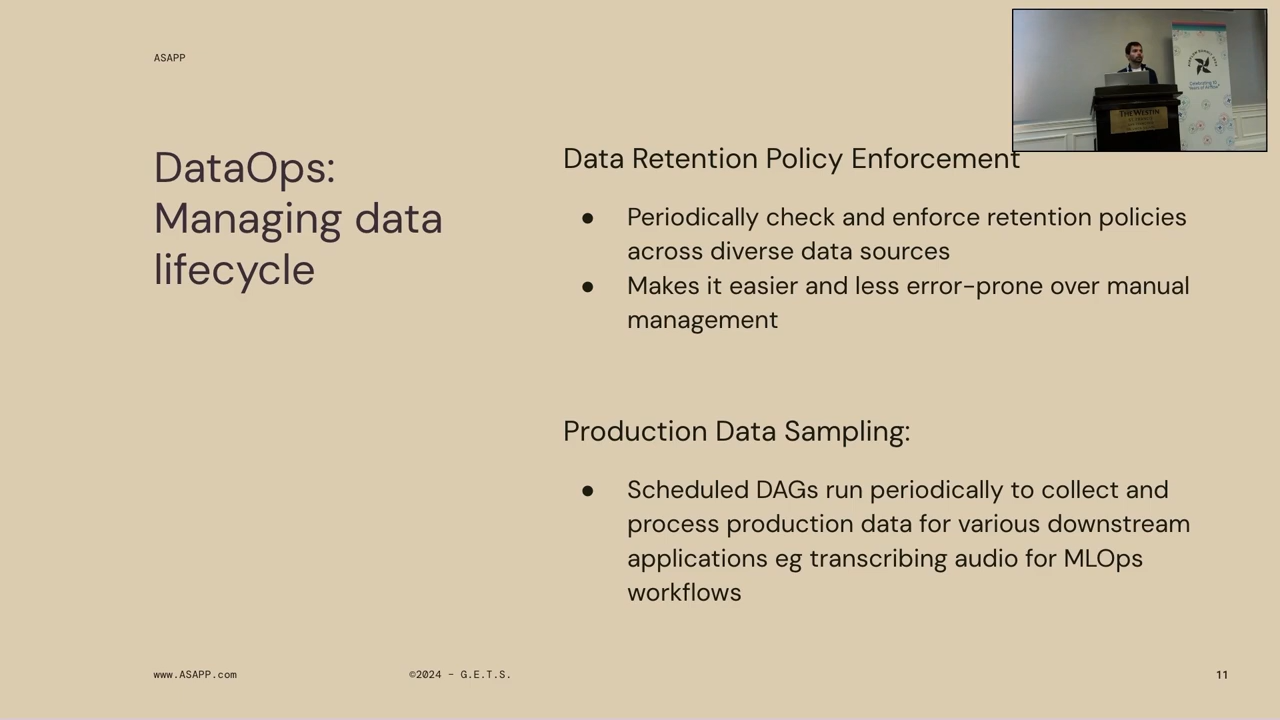 ASAPP
DataOps:
Managing data
lifecycle
Data Retention Policy Enforcement
● Periodically check and enforce retention policies
across diverse data sources
● Makes it easier and less error-prone over manual
management
Production Data Sampling:
● Scheduled DAGs run periodically to collect and
process production data for various downstream
applications eg transcribing audio for MLOps
workflows
www.ASAPP.com
©2024 – G.E.T.S.
11
THE WESTIN